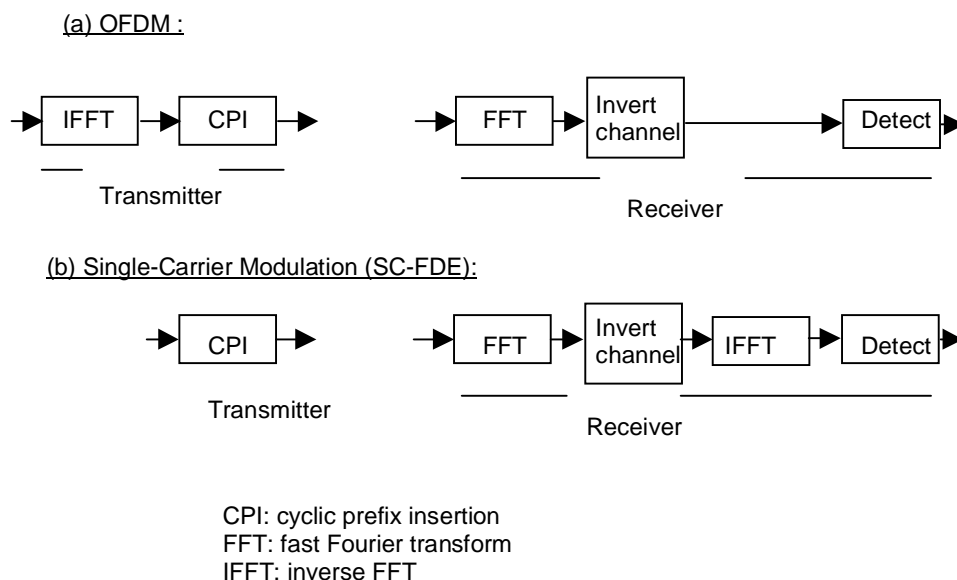 (a) OFDM :
IFFT
CPI
FFT
Invert
channel
Detect
Transmitter
Receiver
(b) Single-Carrier Modulation (SC-FDE):
CPI
FFT
Invert
channel
IFFT
Detect
Transmitter
Receiver
CPI: cyclic prefix insertion
FFT: fast Fourier transform
IFFT: inverse FFT